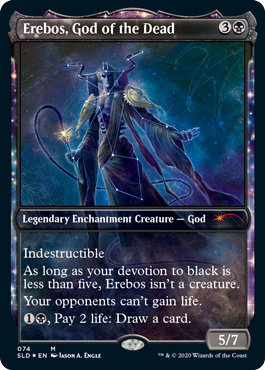 Erebos, God of the Dead 3
Legendary Enchantment Creature — God
Indestructible
As long as your devotion to black is
less than five, Erebos isn't a creature.
Your opponents can't gain life.
1, Pay 2 life: Draw a card.
5/7
074 M
SLD ★ EN Jason A. Engle
™ & © 2020 Wizards of the Coast